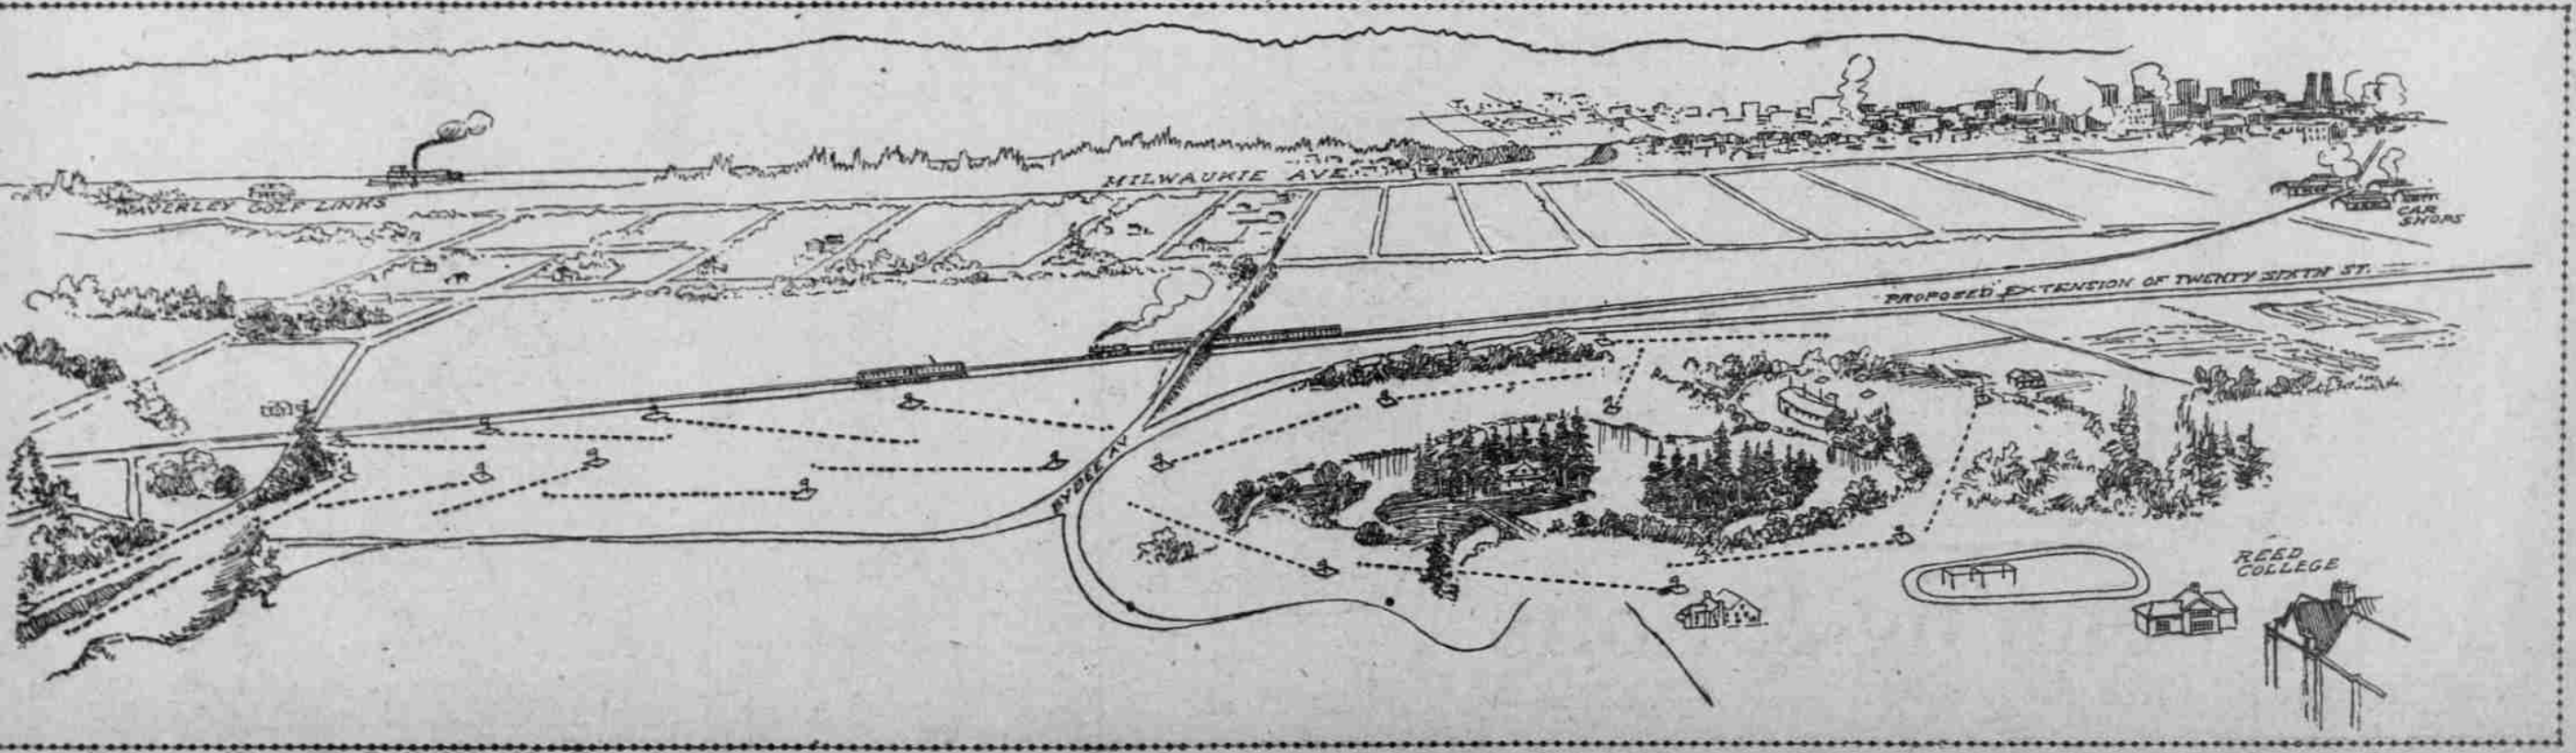 MILWAUKIE AVE.
WAVERLEY GOLF LINKS
CAR
SHOPS
PROPOSED EXTENSION OF TWENTY SIXTH ST.
BYBEE AV
REED
COLLEGE